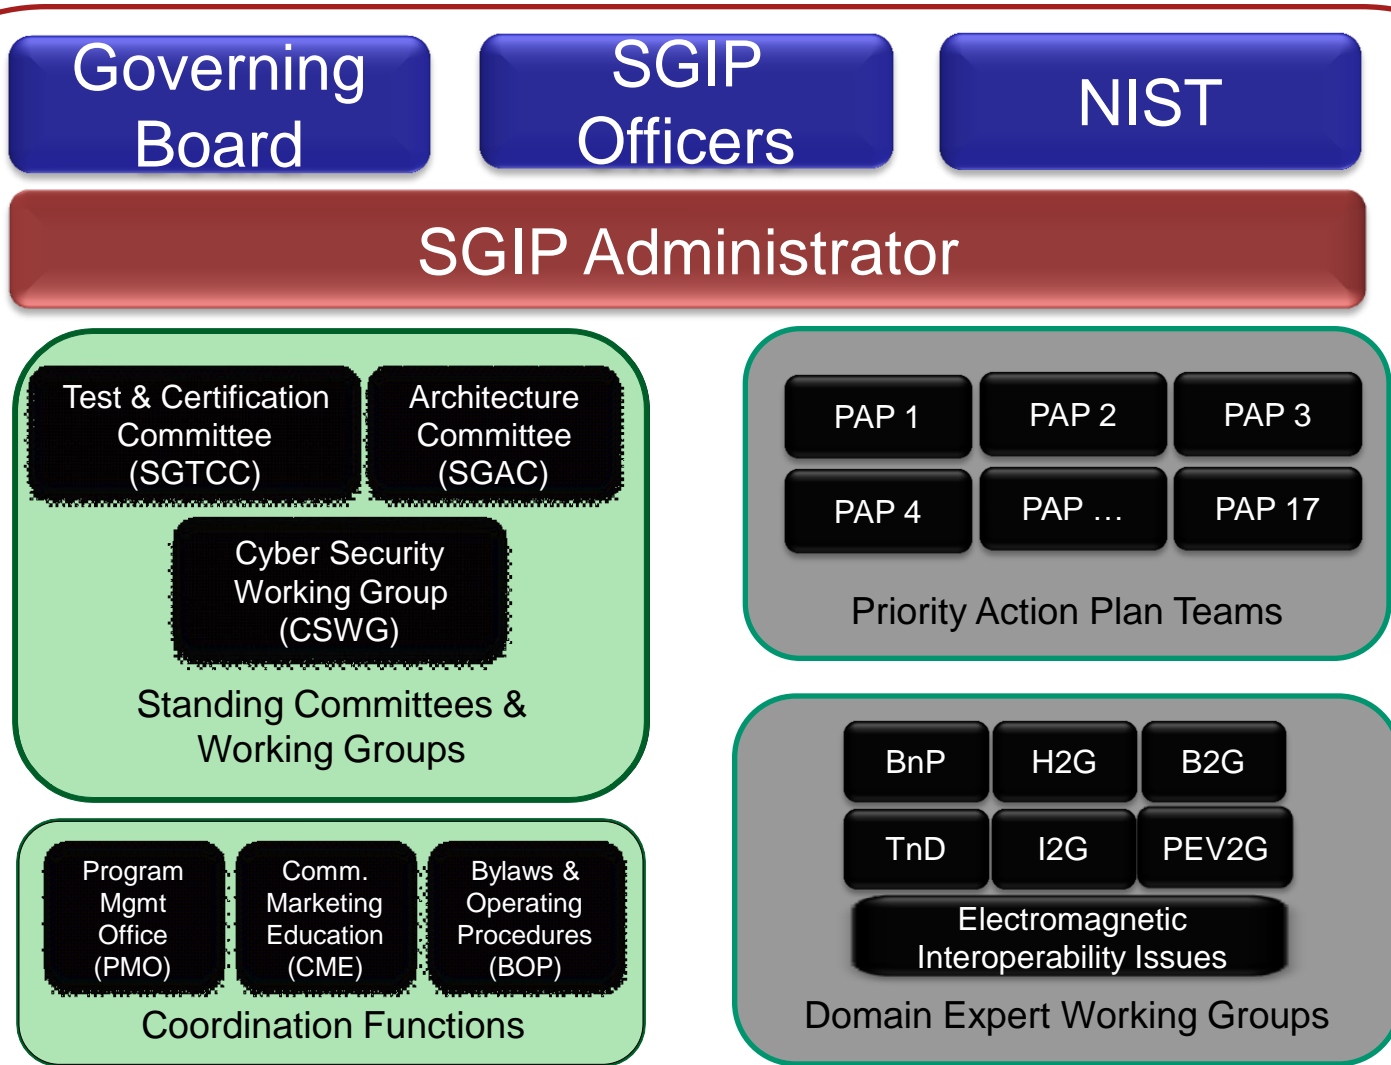 Governing
Board
SGIP
Officers
NIST
SGIP Administrator
Test & Certification
Committee
(SGTCC)
Architecture
Committee
(SGAC)
Cyber Security
Working Group
(CSWG)
Standing Committees &
Working Groups
PAP 1
PAP 2
PAP 3
PAP 4
PAP …
PAP 17
Priority Action Plan Teams
Program
Mgmt
Office
(PMO)
Comm.
Marketing
Education
(CME)
Bylaws &
Operating
Procedures
(BOP)
Coordination Functions
BnP
H2G
B2G
TnD
I2G
PEV2G
Electromagnetic
Interoperability Issues
Domain Expert Working Groups